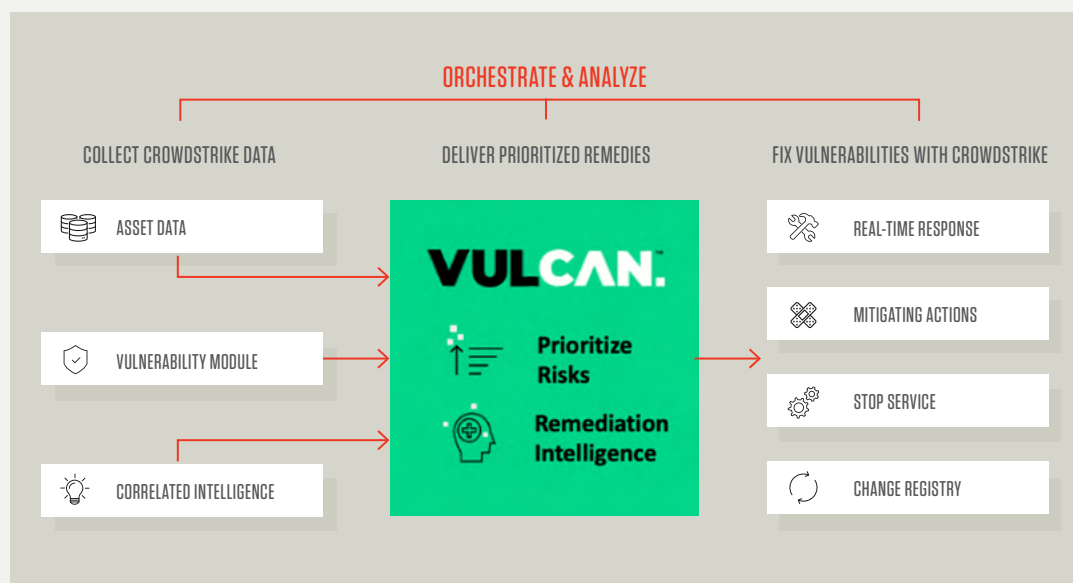 ORCHESTRATE & ANALYZE
COLLECT CROWDSTRIKE DATA
ASSET DATA
VULNERABILITY MODULE
CORRELATED INTELLIGENCE
DELIVER PRIORITIZED REMEDIES
VULCAN.™
Prioritize
Risks
Remediation
Intelligence
FIX VULNERABILITIES WITH CROWDSTRIKE
REAL-TIME RESPONSE
MITIGATING ACTIONS
STOP SERVICE
CHANGE REGISTRY